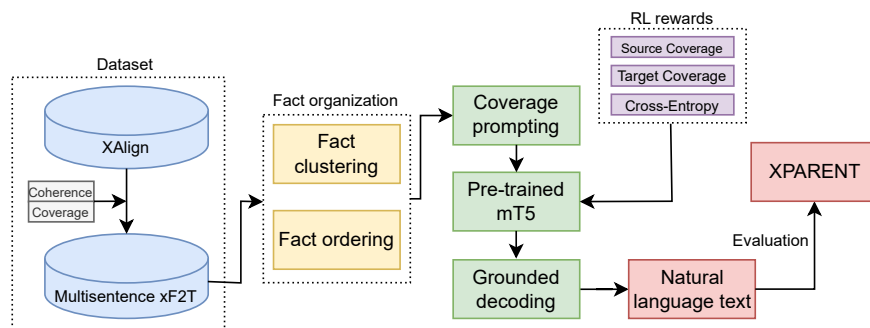 Dataset
XAlign
Coherence
Coverage
Multisentence xF2T
Fact organization
Fact
clustering
Fact ordering
Coverage
prompting
Pre-trained
mT5
Grounded
decoding
RL rewards
Source Coverage
Target Coverage
Cross-Entropy
Natural
language text
Evaluation
XPARENT